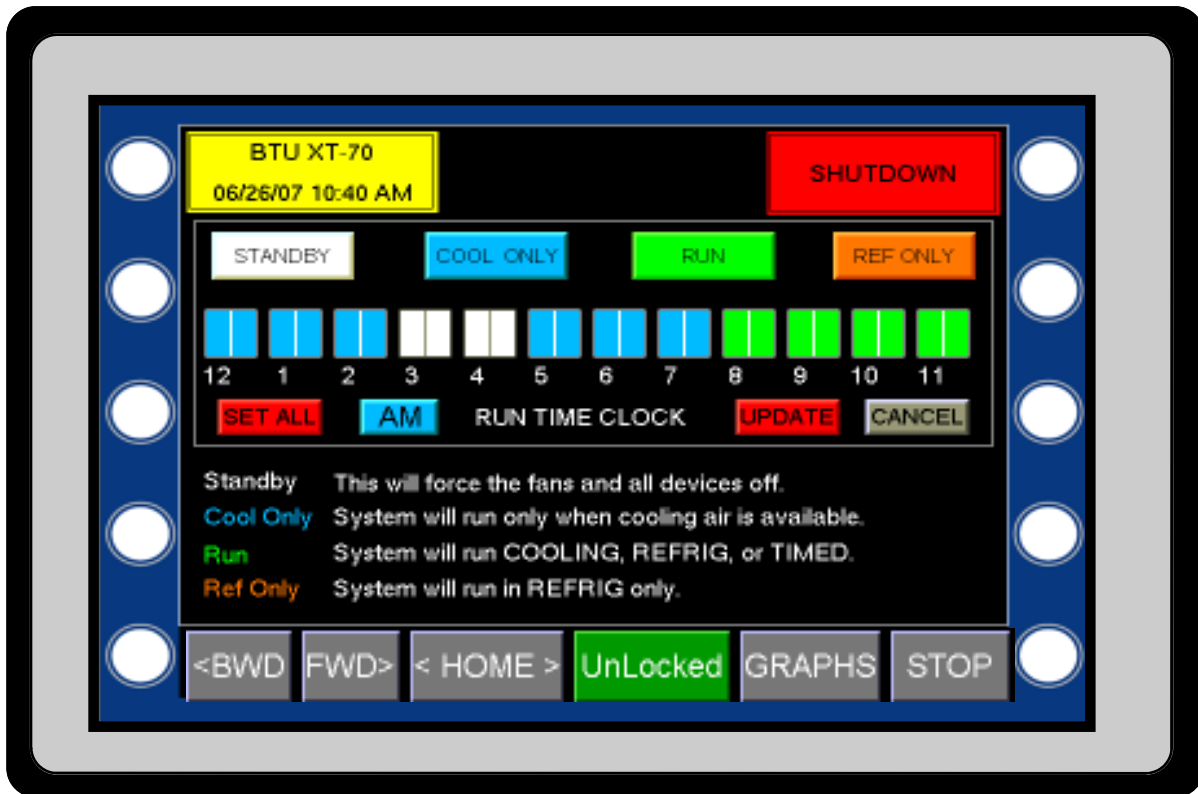 BTU XT-70
06/26/07 10:40 AM
SHUTDOWN
STANDBY COOL ONLY RUN REF ONLY
12 1 2 3 4 5 6 7 8 9 10 11
SET ALL AM RUN TIME CLOCK UPDATE CANCEL
Standby This will force the fans and all devices off.
Cool Only System will run only when cooling air is available.
Run System will run COOLING, REFRIG, or TIMED.
Ref Only System will run in REFRIG only.
<BWD FWD> < HOME > UnLocked GRAPHS STOP